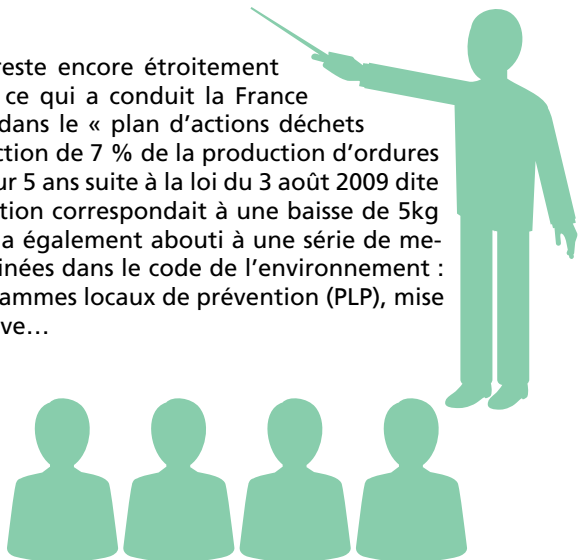 reste encore étroitement
ce qui a conduit la France
dans le « plan d’actions déchets
ction de 7 % de la production d’ordures
ur 5 ans suite à la loi du 3 août 2009 dite
tion correspondait à une baisse de 5kg
a également abouti à une série de me-
inées dans le code de l’environnement :
ammes locaux de prévention (PLP), mise
ve…